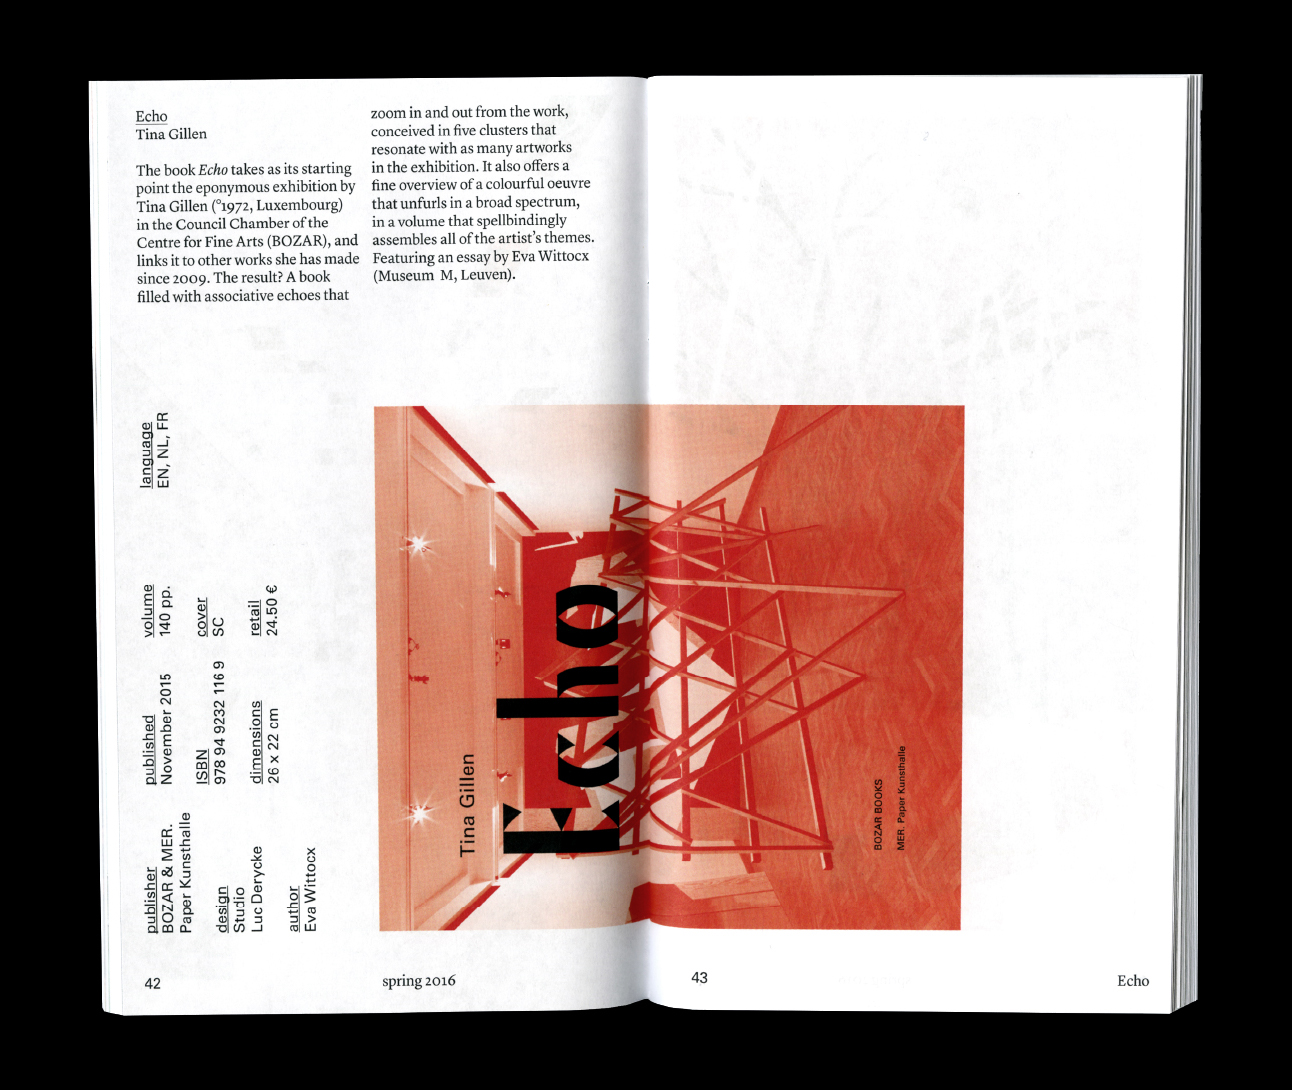 Echo
Tina Gillen
The book Echo takes as its starting
point the eponymous exhibition by
Tina Gillen (°1972, Luxembourg)
in the Council Chamber of the
Centre for Fine Arts (BOZAR), and
links it to other works she has made
since 2009. The result? A book
filled with associative echoes that
zoom in and out from the work,
conceived in five clusters that
resonate with as many artworks
in the exhibition. It also offers a
fine overview of a colourful oeuvre
that unfurls in a broad spectrum,
in a volume that spellbindingly
assembles all of the artist's themes.
Featuring an essay by Eva Wittocx
(Museum M, Leuven).
publisher
BOZAR & MER.
Paper Kunsthalle
design
Studio
Luc Derycke
author
Eva Wittocx
published
November 2015
ISBN
978 94 9232 116 9
dimensions
26 x 22 cm
volume
140 pp.
cover
SC
retail
24.50 €
language
EN, NL, FR
Tina Gillen
Echo
BOZAR BOOKS
MER. Paper Kunsthalle
42
spring 2016
43
Echo